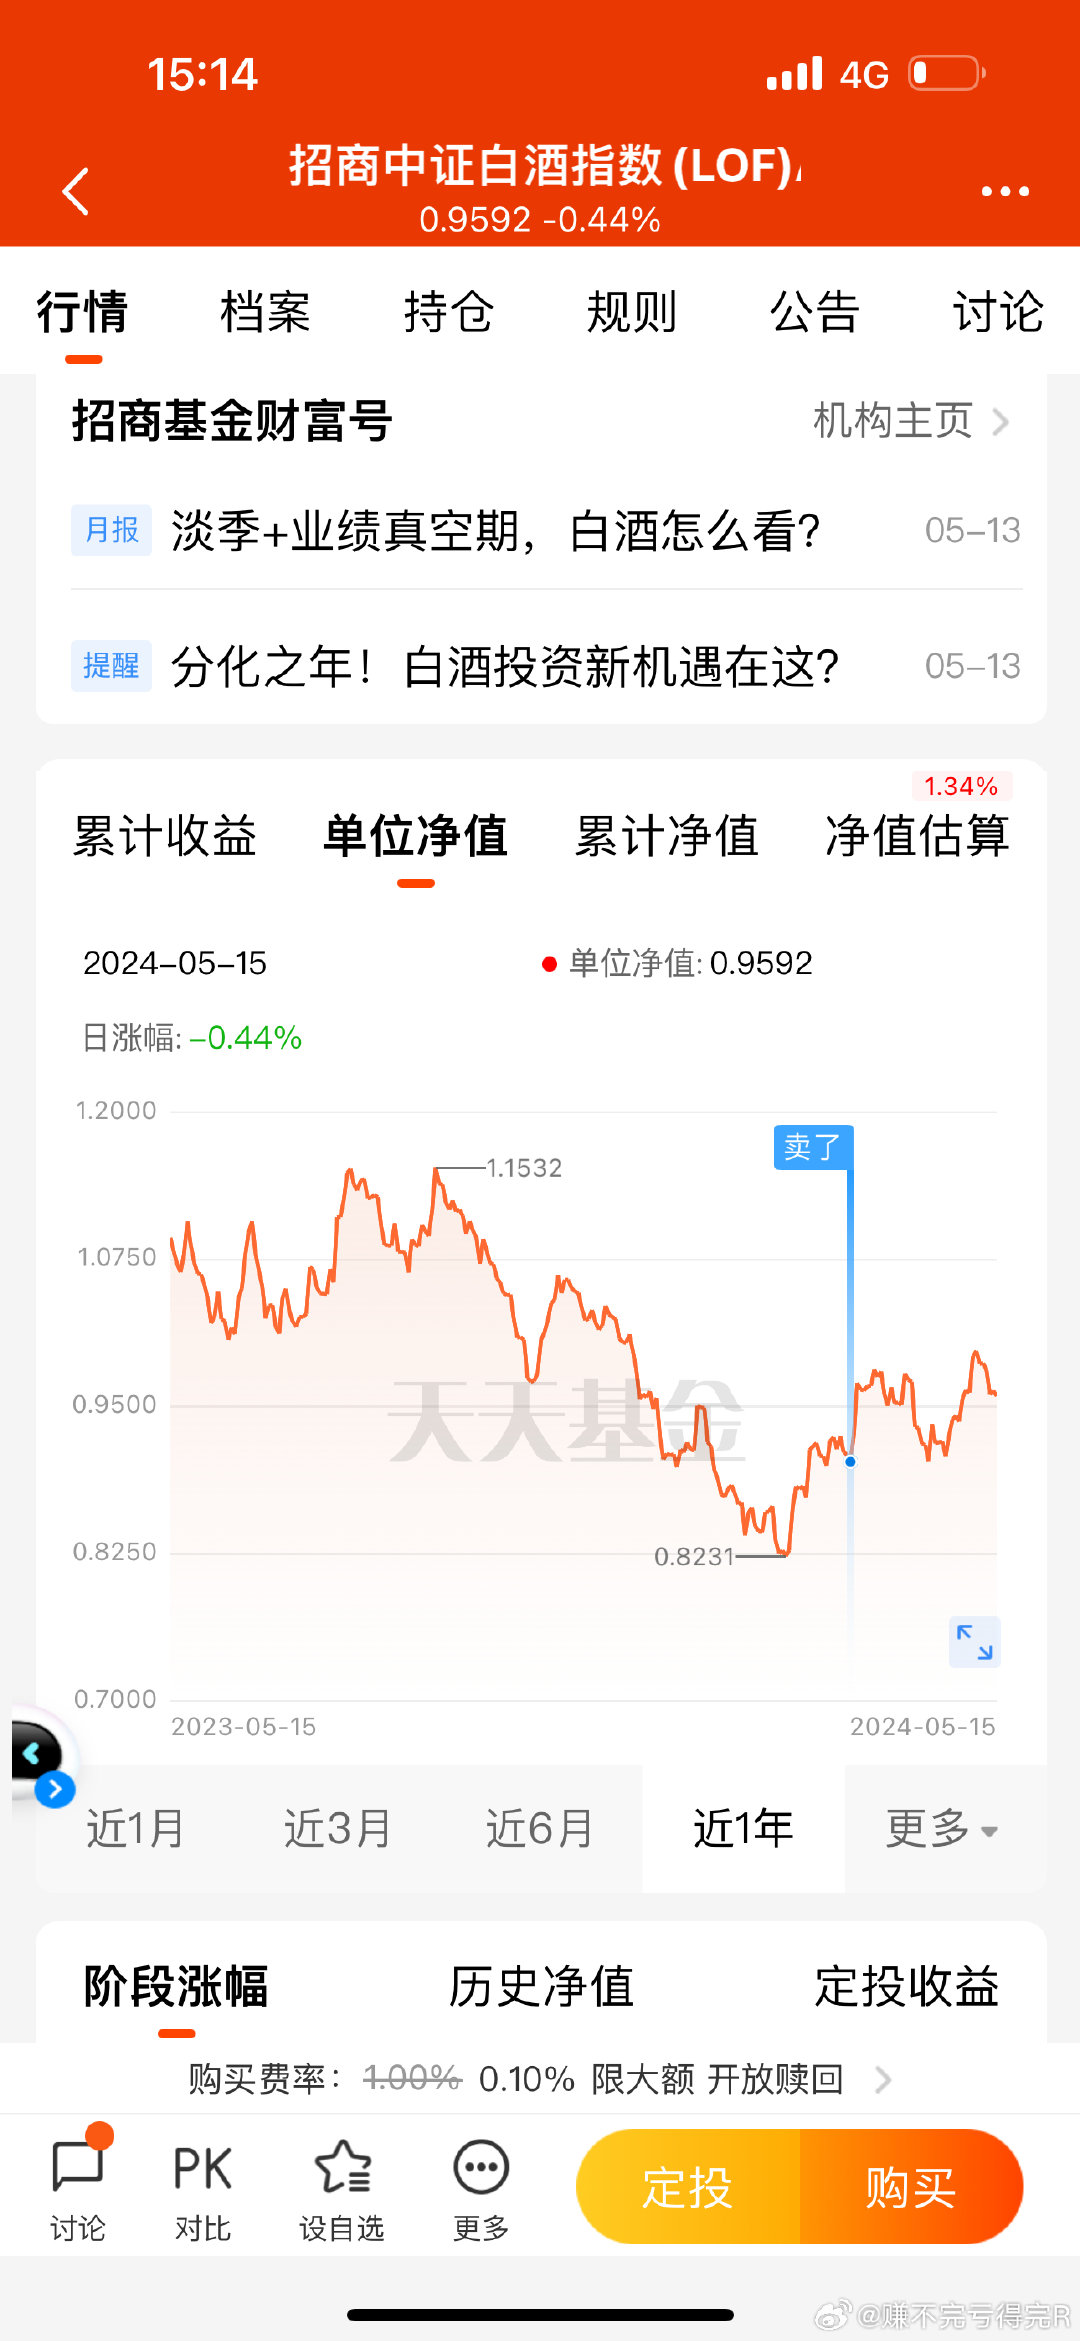 15:14
4G
招商中证白酒指数(LOF)
0.9592 -0.44%
行情 档案 持仓 规则 公告 讨论
招商基金财富号 机构主页
月报 淡季+业绩真空期，白酒怎么看? 05-13
提醒 分化之年！白酒投资新机遇在这? 05-13
1.34%
累计收益 单位净值 累计净值 净值估算
2024-05-15 单位净值: 0.9592
日涨幅: -0.44%
1.2000
卖了
1.1532
1.0750
0.9500
天天基金
0.8250
0.8231
0.7000
2023-05-15 2024-05-15
近1月 近3月 近6月 近1年 更多
阶段涨幅 历史净值 定投收益
购买费率: 1.00% 0.10% 限大额 开放赎回
PK
讨论 对比 设自选 更多 定投 购买
@赚不完亏得完R